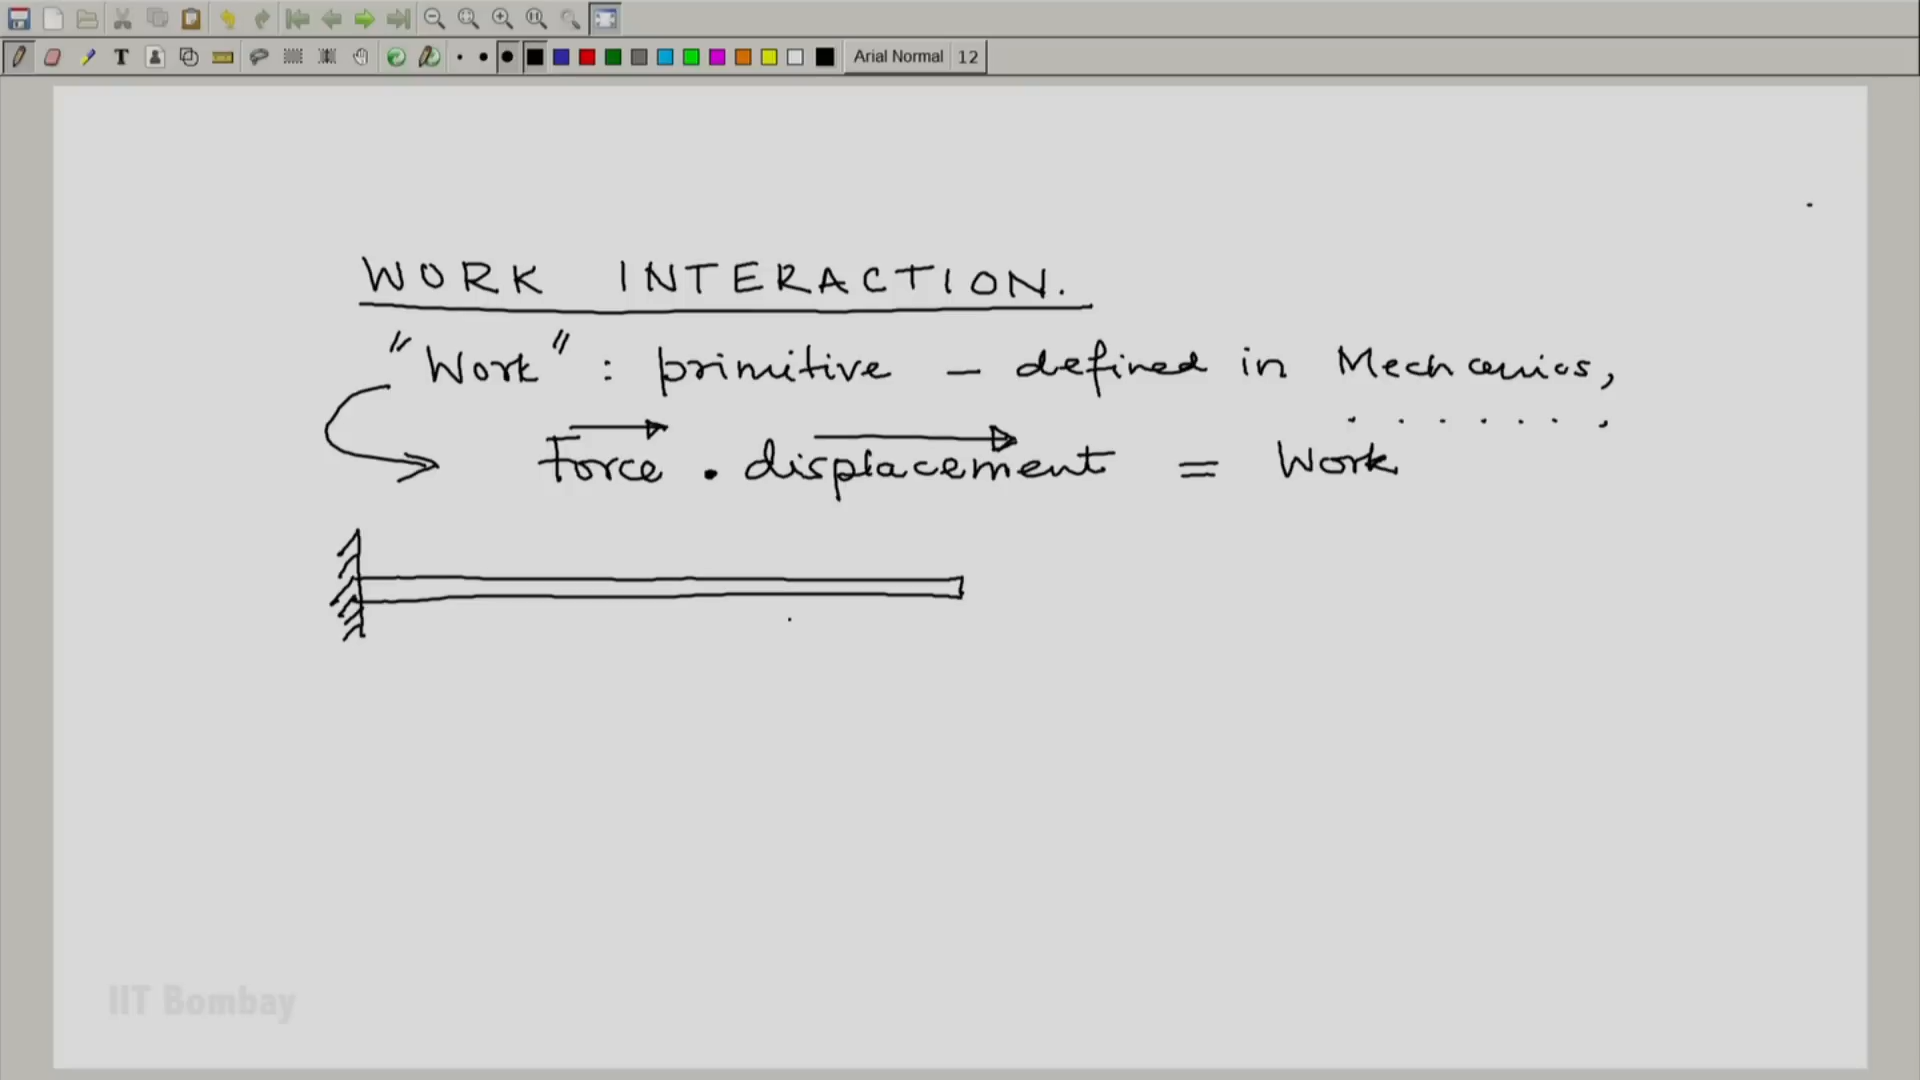 Arial Normal 12
WORK INTERACTION.
"Work" : primitive - defined in Mechanics, .......
Force . displacement = Work
IIT Bombay